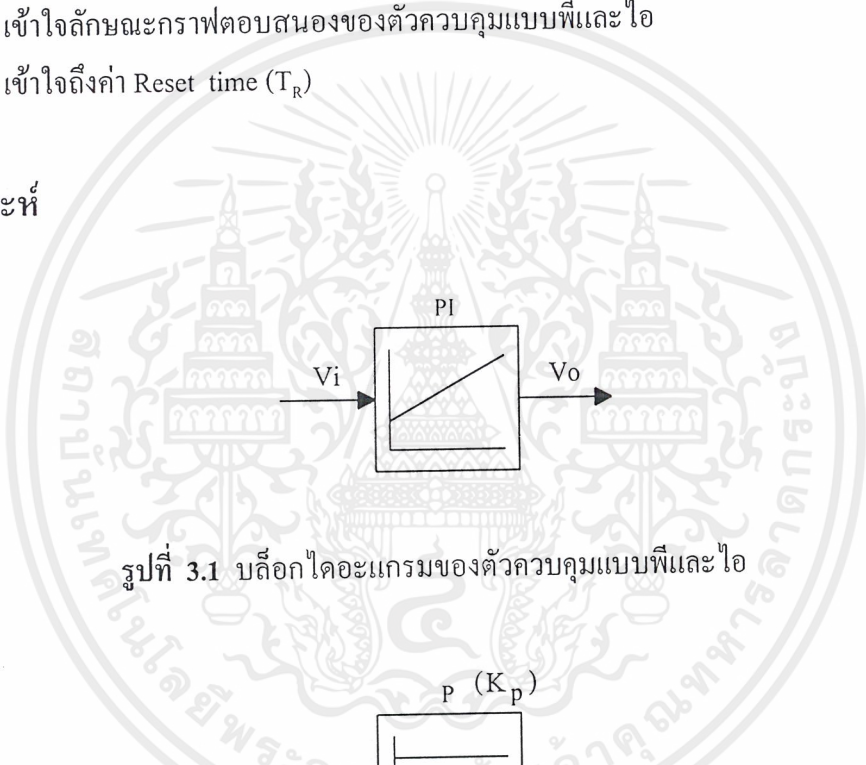 เข้าใจลักษณะกราฟตอบสนองของตัวควบคุมแบบพีและไอ
เข้าใจถึงค่า Reset time (T_R)
ะห์
PI
Vi
Vo
รูปที่ 3.1 บล็อกไดอะแกรมของตัวควบคุมแบบพีและไอ
P (K_p)